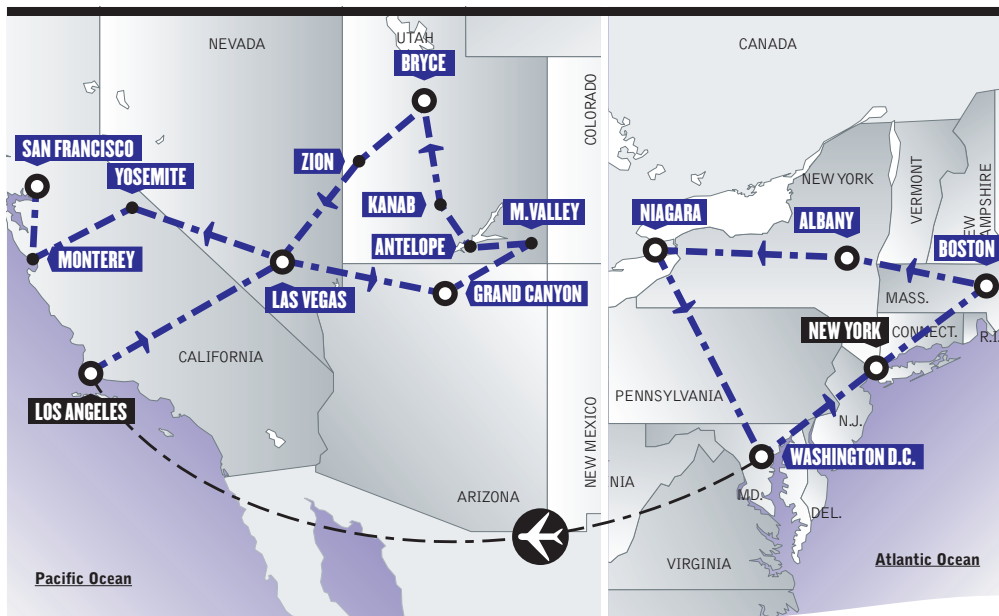 NEVADA
UTAH
BRYCE
COLORADO
SAN FRANCISCO
YOSEMITE
ZION
KANAB
M.VALLEY
ANTELOPE
MONTEREY
LAS VEGAS
GRAND CANYON
CALIFORNIA
LOS ANGELES
NEW MEXICO
ARIZONA
Pacific Ocean
CANADA
NEW YORK
VERMONT
NEW
HAMPSHIRE
NIAGARA
ALBANY
BOSTON
MASS.
NEW YORK
CONNECT.
R.I.
PENNSYLVANIA
N.J.
WASHINGTON D.C.
NIA
MD.
DEL.
VIRGINIA
Atlantic Ocean